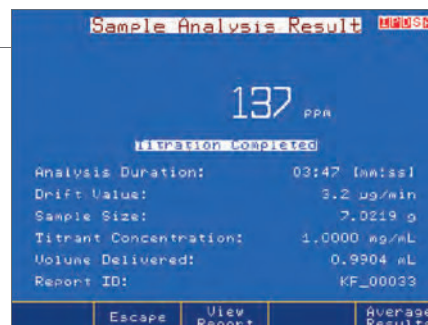 Sample Analysis Result
137 ppm
Titration Completed
Analysis Duration: 03:47 [mm:ss]
Drift Value: 3.2 µg/min
Sample Size: 7.0219 g
Titrant Concentration: 1.0000 mg/mL
Volume Delivered: 0.9904 mL
Report ID: KF_00033
Escape View Report Average Results